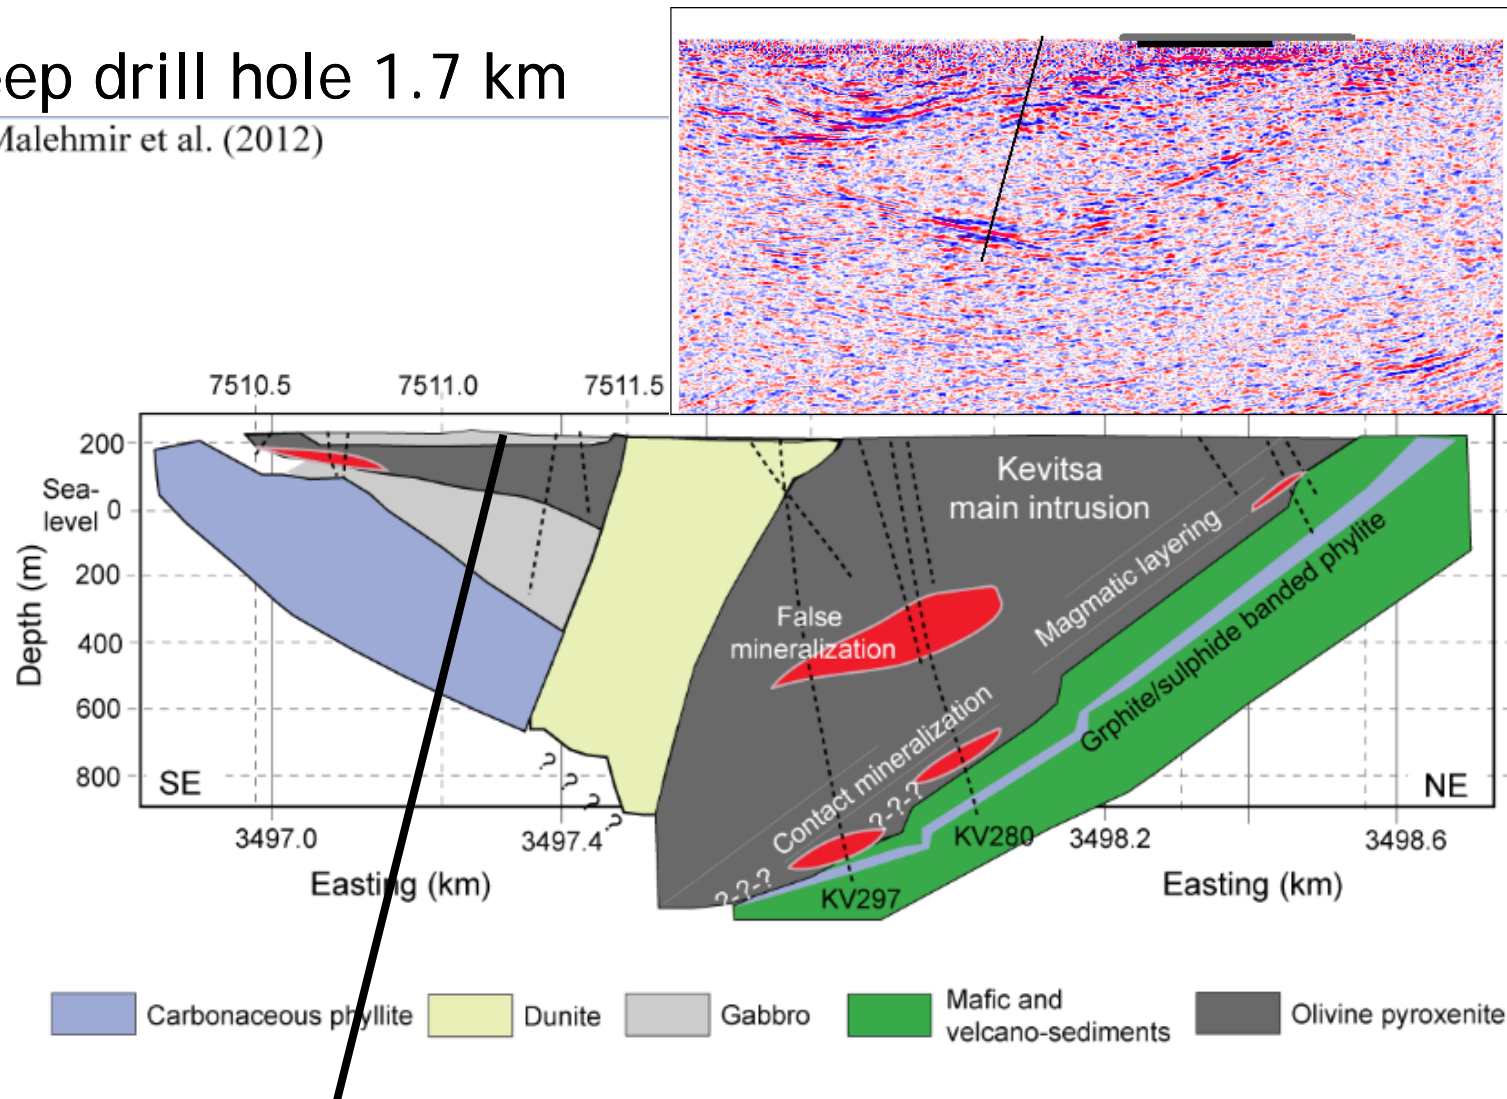 eep drill hole 1.7 km
Malehmir et al. (2012)
7510.5 7511.0 7511.5
200
Sea-
level 0
200
400
600
800
Depth (m)
SE
NE
Kevitsa
main intrusion
Magmatic layering
False
mineralization
Contact mineralization
Grphite/sulphide banded phylite
?
?
?
?
?-?-?
?-?-?
KV280
KV297
3497.0 3497.4 3498.2 3498.6
Easting (km) Easting (km)
Carbonaceous phyllite
Dunite
Gabbro
Mafic and
velcano-sediments
Olivine pyroxenite